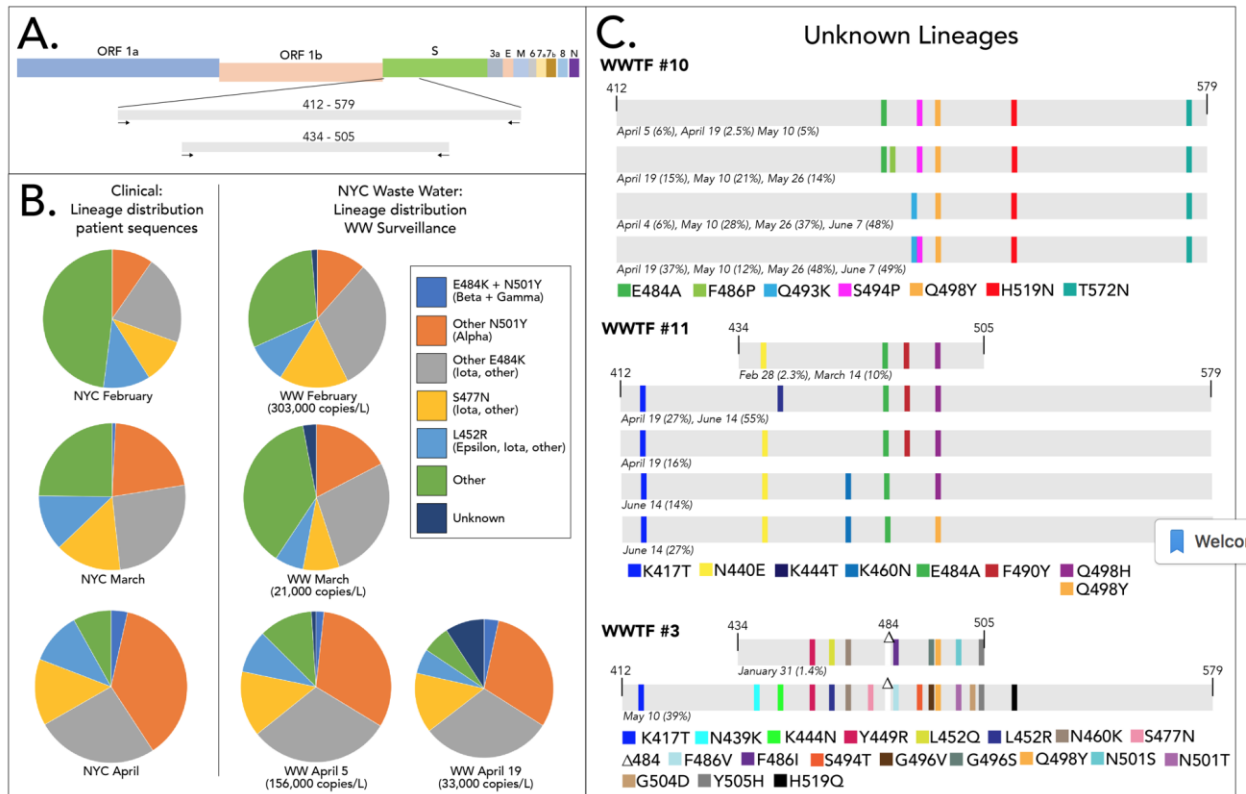 A.
ORF 1a
ORF 1b
S
3a E M 6 7a 7b 8 N
412 - 579
434 - 505
B.
Clinical:
Lineage distribution
patient sequences
NYC Waste Water:
Lineage distribution
WW Surveillance
NYC February
WW February
(303,000 copies/L)
NYC March
WW March
(21,000 copies/L)
NYC April
WW April 5
(156,000 copies/L)
WW April 19
(33,000 copies/L)
E484K + N501Y
(Beta + Gamma)
Other N501Y
(Alpha)
Other E484K
(Iota, other)
S477N
(Iota, other)
L452R
(Epsilon, Iota, other)
Other
Unknown
C.
Unknown Lineages
WWTF #10
412 579
April 5 (6%), April 19 (2.5%) May 10 (5%)
April 19 (15%), May 10 (21%), May 26 (14%)
April 4 (6%), May 10 (28%), May 26 (37%), June 7 (48%)
April 19 (37%), May 10 (12%), May 26 (48%), June 7 (49%)
E484A F486P Q493K S494P Q498Y H519N T572N
WWTF #11
434 505
Feb 28 (2.3%), March 14 (10%)
412 579
April 19 (27%), June 14 (55%)
April 19 (16%)
June 14 (14%)
June 14 (27%)
K417T N440E K444T K460N E484A F490Y Q498H
Q498Y
Welcor
WWTF #3
434 484 505
Δ
January 31 (1.4%)
412 579
Δ
May 10 (39%)
K417T N439K K444N Y449R L452Q L452R N460K S477N
Δ484 F486V F486I S494T G496V G496S Q498Y N501S N501T
G504D Y505H H519Q